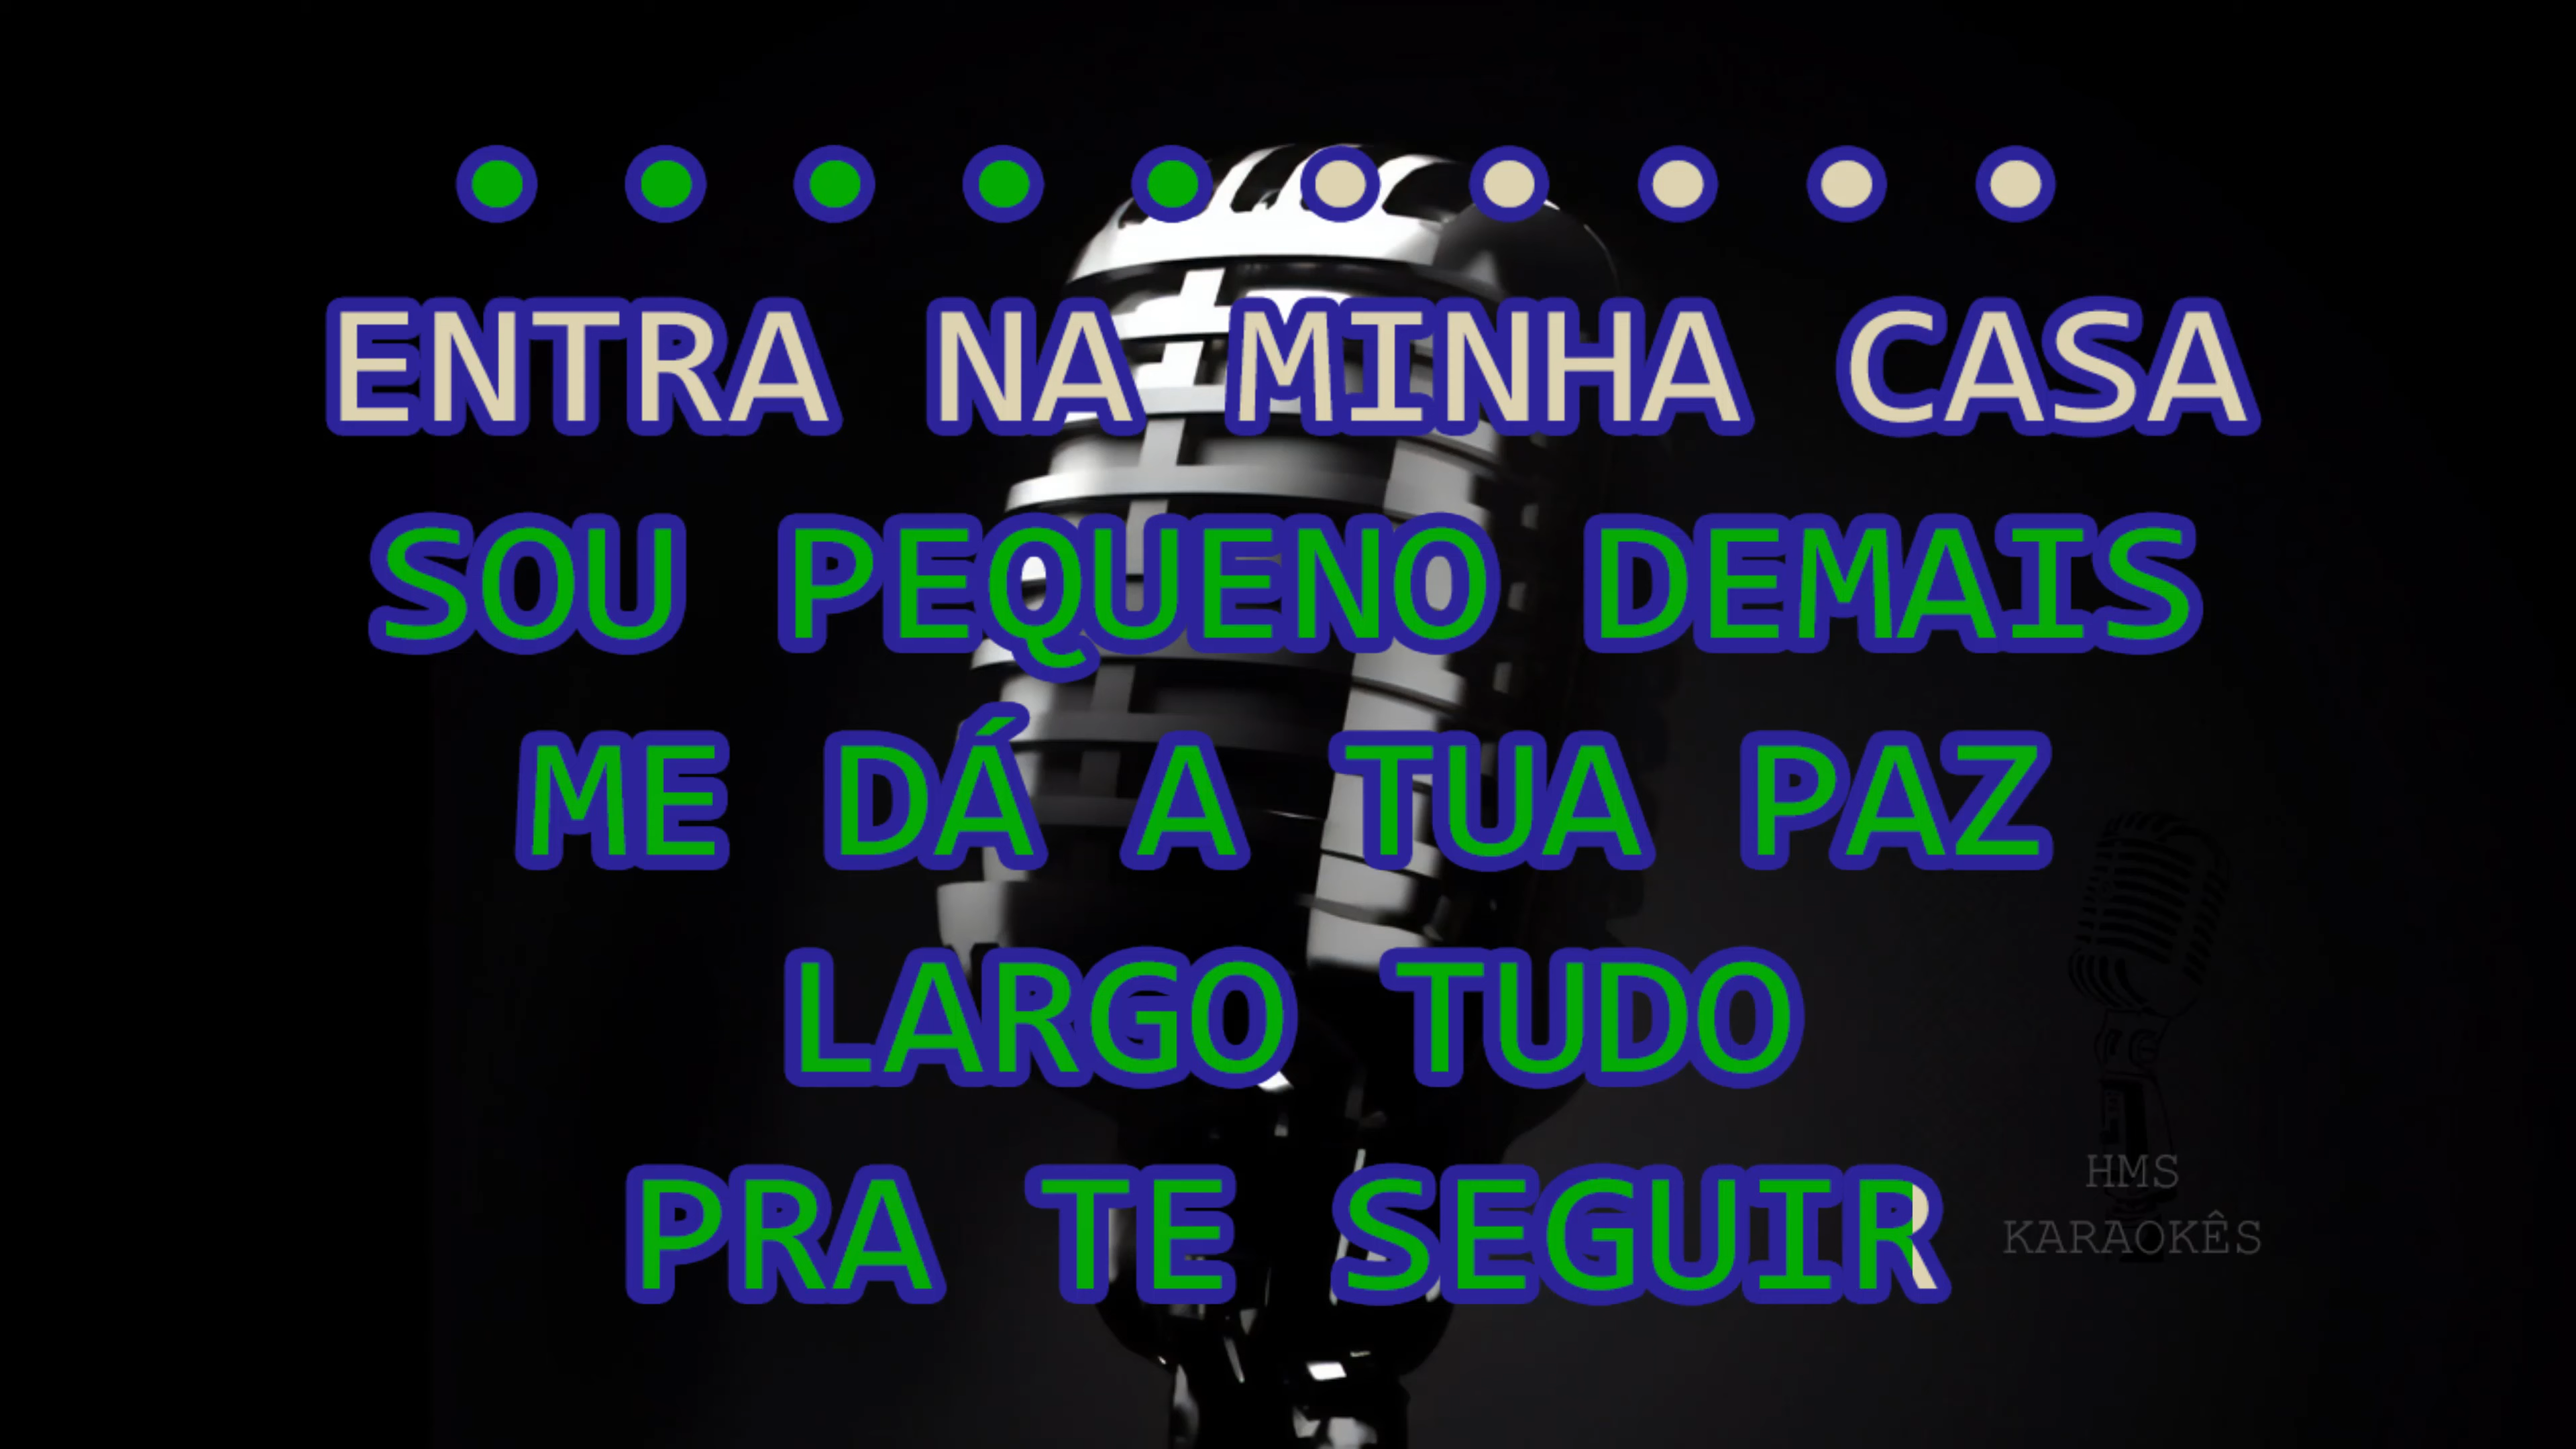 ENTRA NA MINHA CASA
SOU PEQUENO DEMAIS
ME DÁ A TUA PAZ
LARGO TUDO
PRA TE SEGUIR
HMS
KARAOKÊS